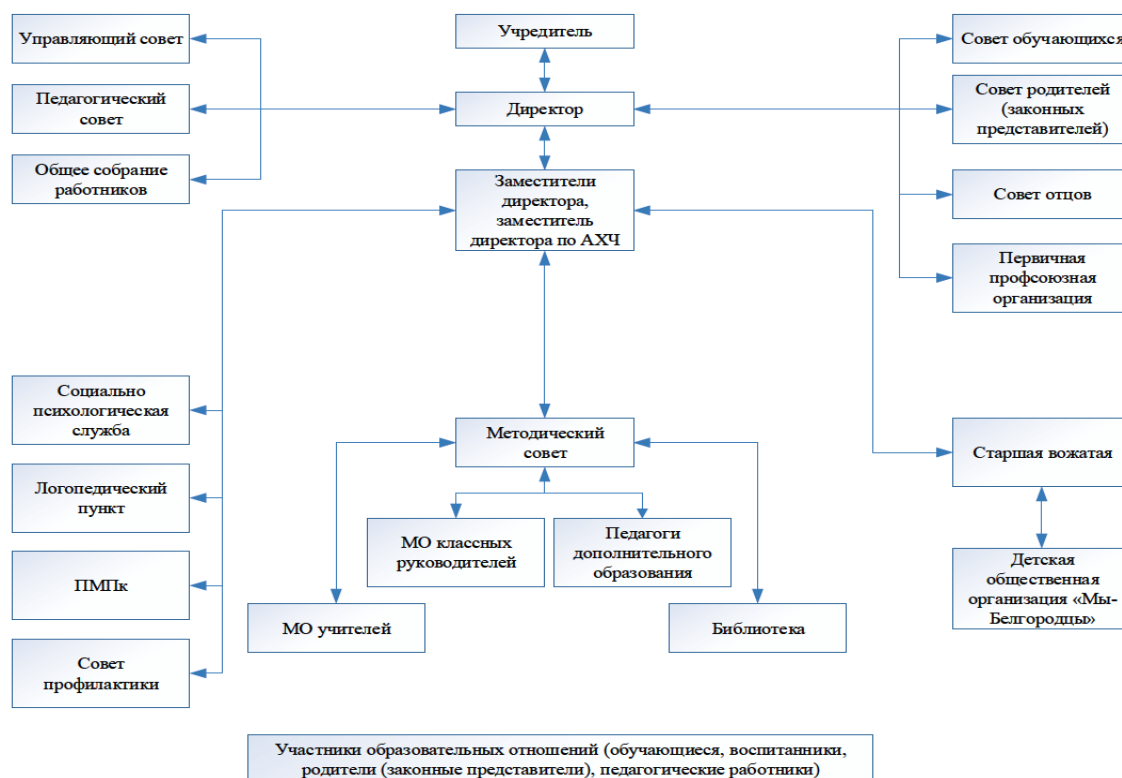 Управляющий совет
Учредитель
Совет обучающихся
Педагогический
совет
Директор
Совет родителей
(законных
представителей)
Общее собрание
работников
Заместители
директора,
заместитель
директора по АХЧ
Совет отцов
Первичная
профсоюзная
организация
Социально
психологическая
служба
Методический
совет
Старшая вожатая
Логопедический
пункт
МО классных
руководителей
Педагоги
дополнительного
образования
ПМПк
Детская
общественная
организация «Мы-
Белгородцы»
МО учителей
Библиотека
Совет
профилактики
Участники образовательных отношений (обучающиеся, воспитанники,
родители (законные представители), педагогические работники)